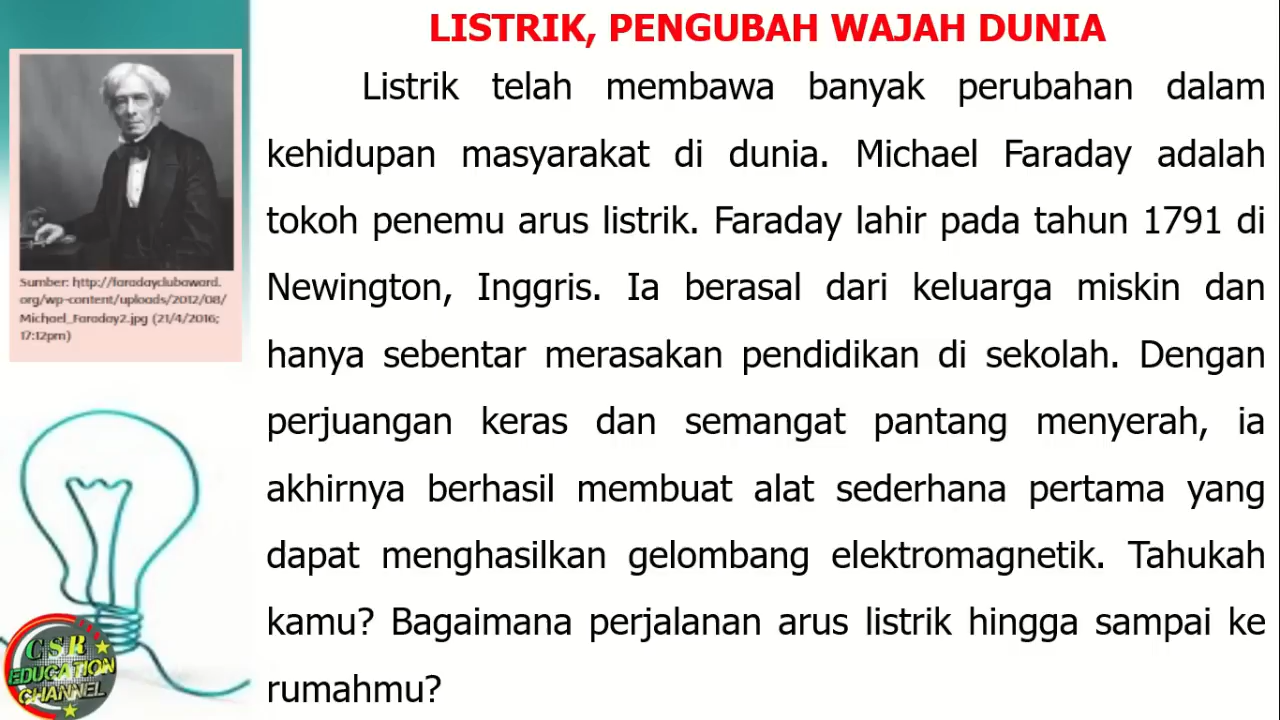 LISTRIK, PENGUBAH WAJAH DUNIA
Listrik telah membawa banyak perubahan dalam
kehidupan masyarakat di dunia. Michael Faraday adalah
tokoh penemu arus listrik. Faraday lahir pada tahun 1791 di
Newington, Inggris. Ia berasal dari keluarga miskin dan
hanya sebentar merasakan pendidikan di sekolah. Dengan
perjuangan keras dan semangat pantang menyerah, ia
akhirnya berhasil membuat alat sederhana pertama yang
dapat menghasilkan gelombang elektromagnetik. Tahukah
kamu? Bagaimana perjalanan arus listrik hingga sampai ke
rumahmu?
Sumber: http://faradayclubaward.
org/wp-content/uploads/2012/08/
Michael_Faraday2.jpg (21/4/2016;
17:12pm)
CSR
EDUCATION
CHANNEL